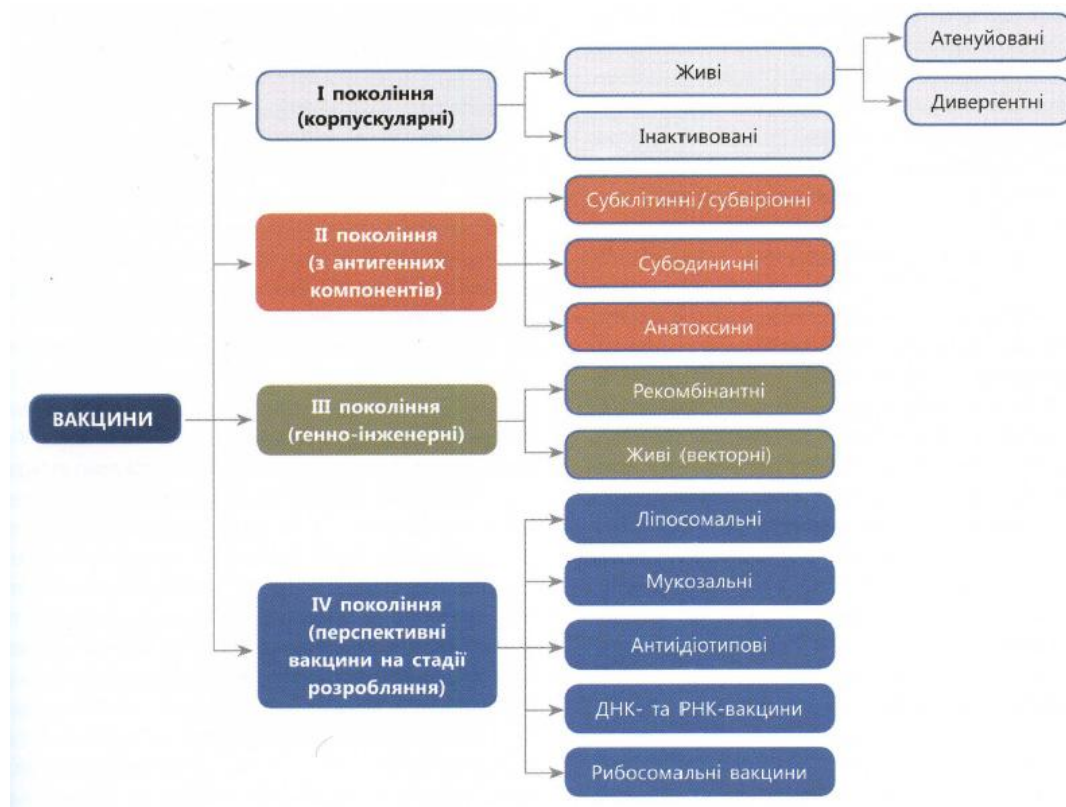 ВАКЦИНИ
І покоління
(корпускулярні)
Живі
Атенуйовані
Дивергентні
Інактивовані
ІІ покоління
(з антигенних
компонентів)
Субклітинні/субвіріонні
Субодиничні
Анатоксини
ІІІ покоління
(генно-інженерні)
Рекомбінантні
Живі (векторні)
IV покоління
(перспективні
вакцини на стадії
розробляння)
Ліпосомальні
Мукозальні
Антиідіотипові
ДНК- та РНК-вакцини
Рибосомальні вакцини